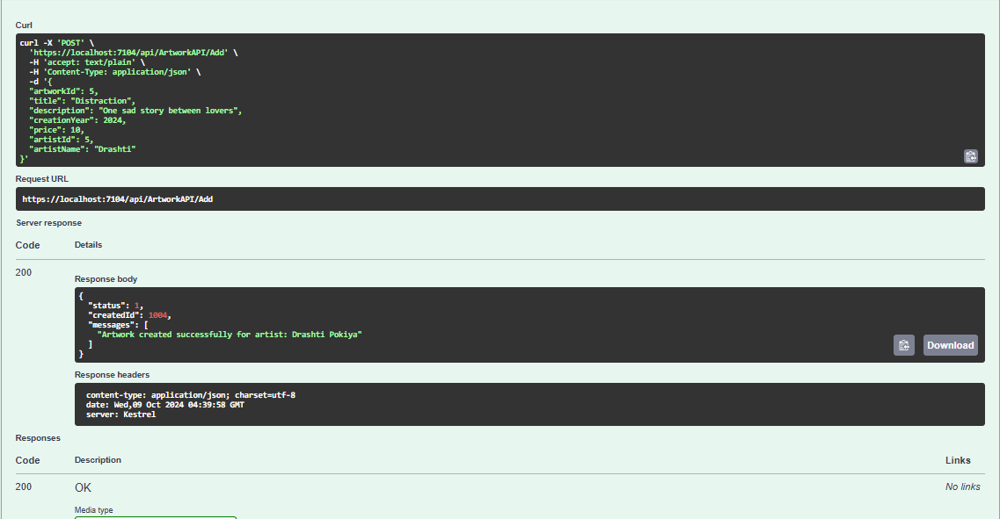 Curl
curl -X 'POST' \
'https://localhost:7104/api/ArtworkAPI/Add' \
-H 'accept: text/plain' \
-H 'Content-Type: application/json' \
-d '{
"artworkId": 5,
"title": "Distraction",
"description": "One sad story between lovers",
"creationYear": 2024,
"price": 10,
"artistId": 5,
"artistName": "Drashti"
}'
Request URL
https://localhost:7104/api/ArtworkAPI/Add
Server response
Code Details
200
Response body
{
"status": 1,
"createdId": 1004,
"messages": [
"Artwork created successfully for artist: Drashti Pokiya"
]
}
Download
Response headers
content-type: application/json; charset=utf-8
date: Wed,09 Oct 2024 04:39:58 GMT
server: Kestrel
Responses
Code Description Links
200 OK No links
Media type